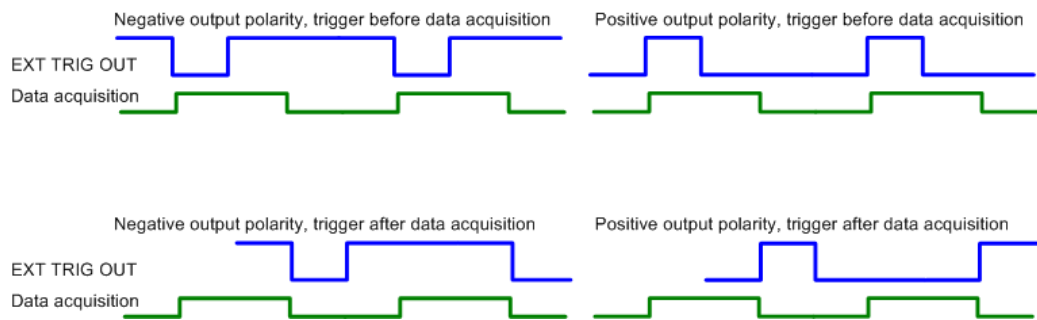 Negative output polarity, trigger before data acquisition
Positive output polarity, trigger before data acquisition
EXT TRIG OUT
Data acquisition
Negative output polarity, trigger after data acquisition
Positive output polarity, trigger after data acquisition
EXT TRIG OUT
Data acquisition